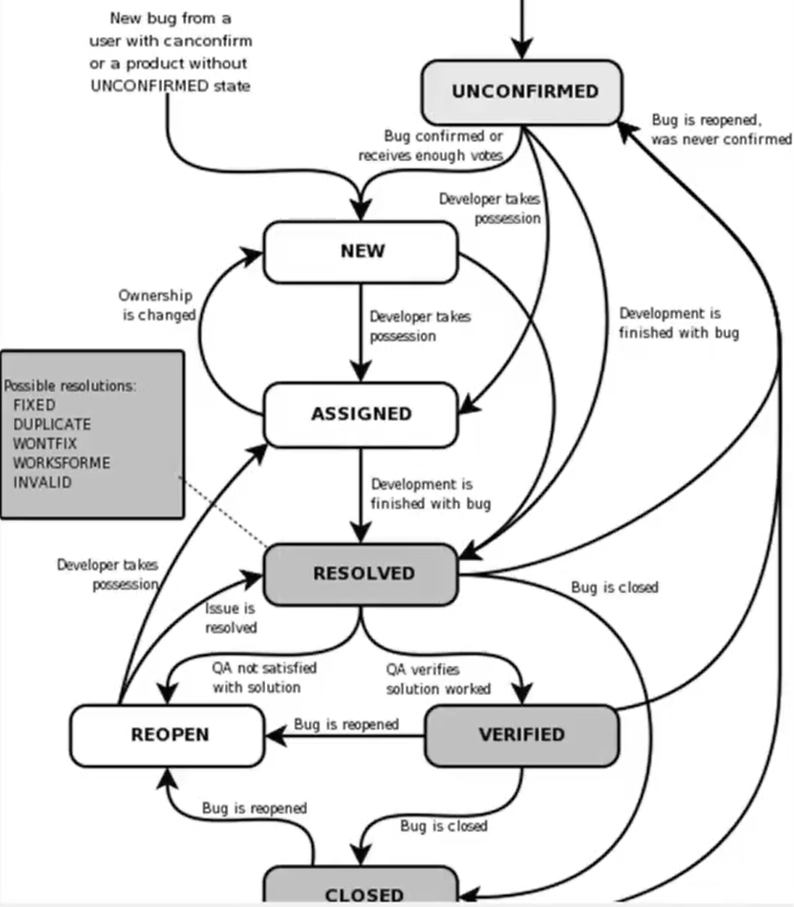 New bug from a
user with canconfirm
or a product without
UNCONFIRMED state
UNCONFIRMED
Bug is reopened,
was never confirmed
Bug confirmed or
receives enough votes
Developer takes
possession
NEW
Ownership
is changed
Developer takes
possession
Development is
finished with bug
Possible resolutions:
FIXED
DUPLICATE
WONTFIX
WORKSFORME
INVALID
ASSIGNED
Development is
finished with bug
Developer takes
possession
RESOLVED
Bug is closed
Issue is
resolved
QA not satisfied
with solution
QA verifies
solution worked
REOPEN
Bug is reopened
VERIFIED
Bug is reopened
Bug is closed
CLOSED